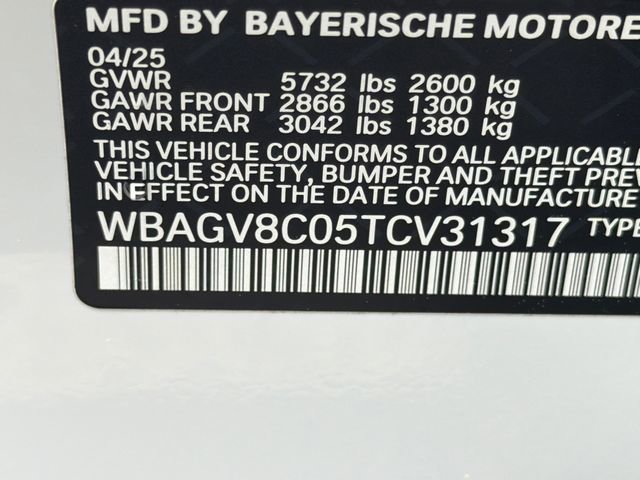 MFD BY BAYERISCHE MOTORE
04/25
GVWR 5732 lbs 2600 kg
GAWR FRONT 2866 lbs 1300 kg
GAWR REAR 3042 lbs 1380 kg
THIS VEHICLE CONFORMS TO ALL APPLICABL
VEHICLE SAFETY, BUMPER AND THEFT PREV
IN EFFECT ON THE DATE OF MANUFACTURE
WBAGV8C05TCV31317 TYPE